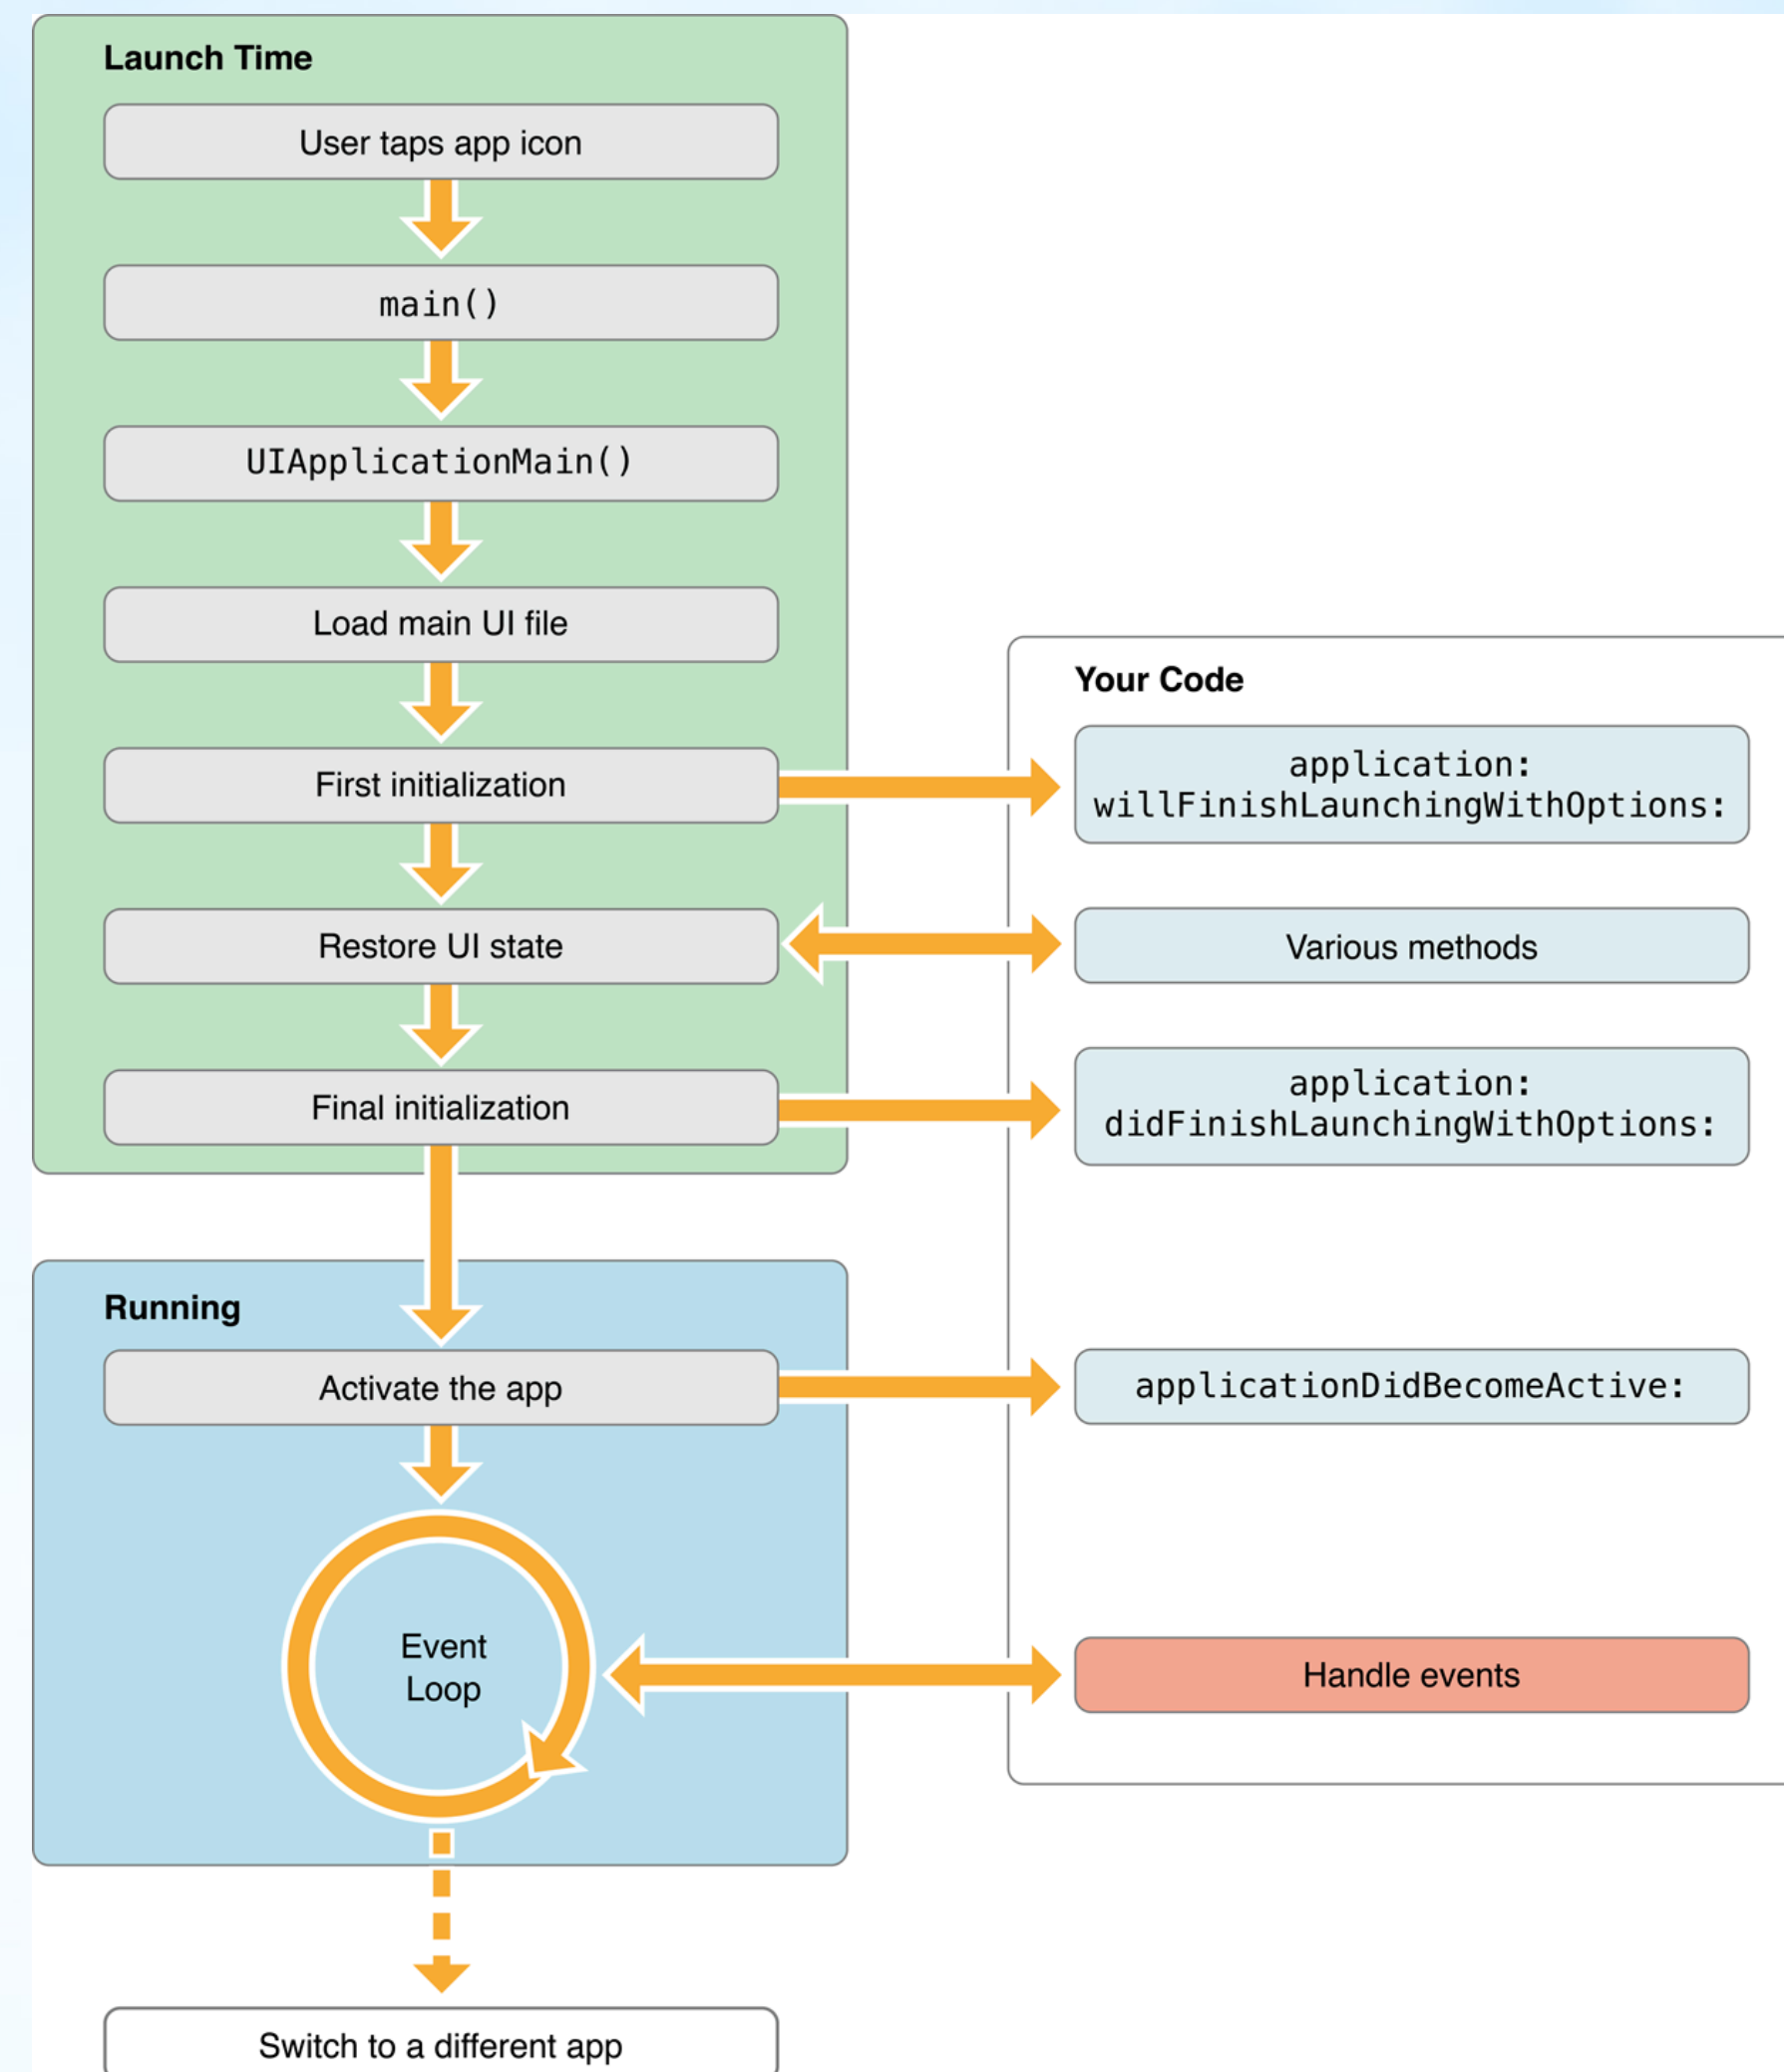 Launch Time
User taps app icon
main()
UIApplicationMain()
Load main UI file
First initialization
Restore UI state
Final initialization
Your Code
application:
willFinishLaunchingWithOptions:
Various methods
application:
didFinishLaunchingWithOptions:
Running
Activate the app
applicationDidBecomeActive:
Event
Loop
Handle events
Switch to a different app